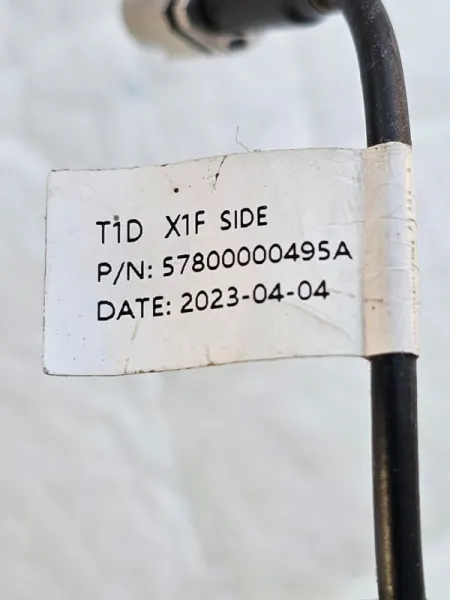 T1D X1F SIDE
P/N: 57800000495A
DATE: 2023-04-04